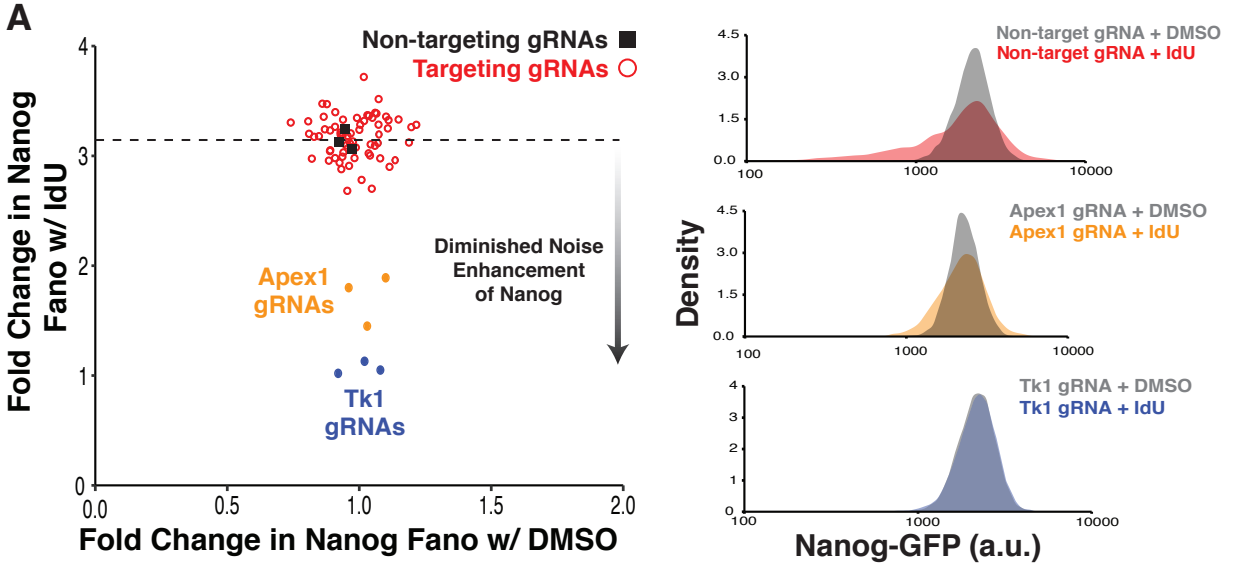 A
Fold Change in Nanog
Fano w/ IdU
4
3
2
1
0
0.0
0.5
1.0
1.5
2.0
Fold Change in Nanog Fano w/ DMSO
Non-targeting gRNAs
Targeting gRNAs
Diminished Noise
Enhancement
of Nanog
Apex1
gRNAs
Tk1
gRNAs
Density
4.5
3.0
1.5
0.0
100
1000
10000
Non-target gRNA + DMSO
Non-target gRNA + IdU
4.5
3.0
1.5
0.0
100
1000
10000
Apex1 gRNA + DMSO
Apex1 gRNA + IdU
4
3
2
1
0
100
1000
10000
Tk1 gRNA + DMSO
Tk1 gRNA + IdU
Nanog-GFP (a.u.)